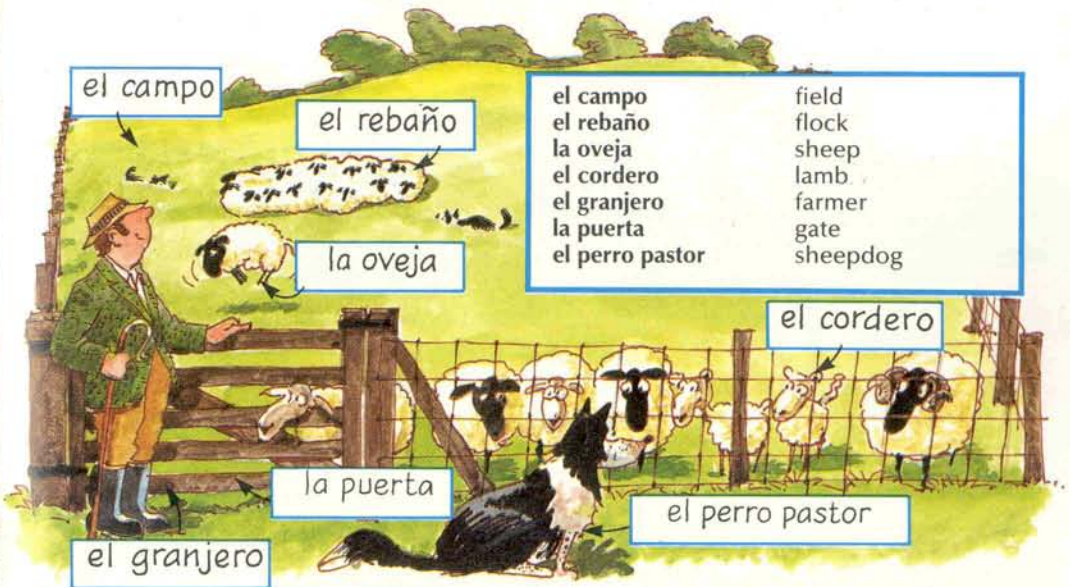 el campo
el rebaño
la oveja
el campo field
el rebaño flock
la oveja sheep
el cordero lamb
el granjero farmer
la puerta gate
el perro pastor sheepdog
el cordero
la puerta
el perro pastor
el granjero